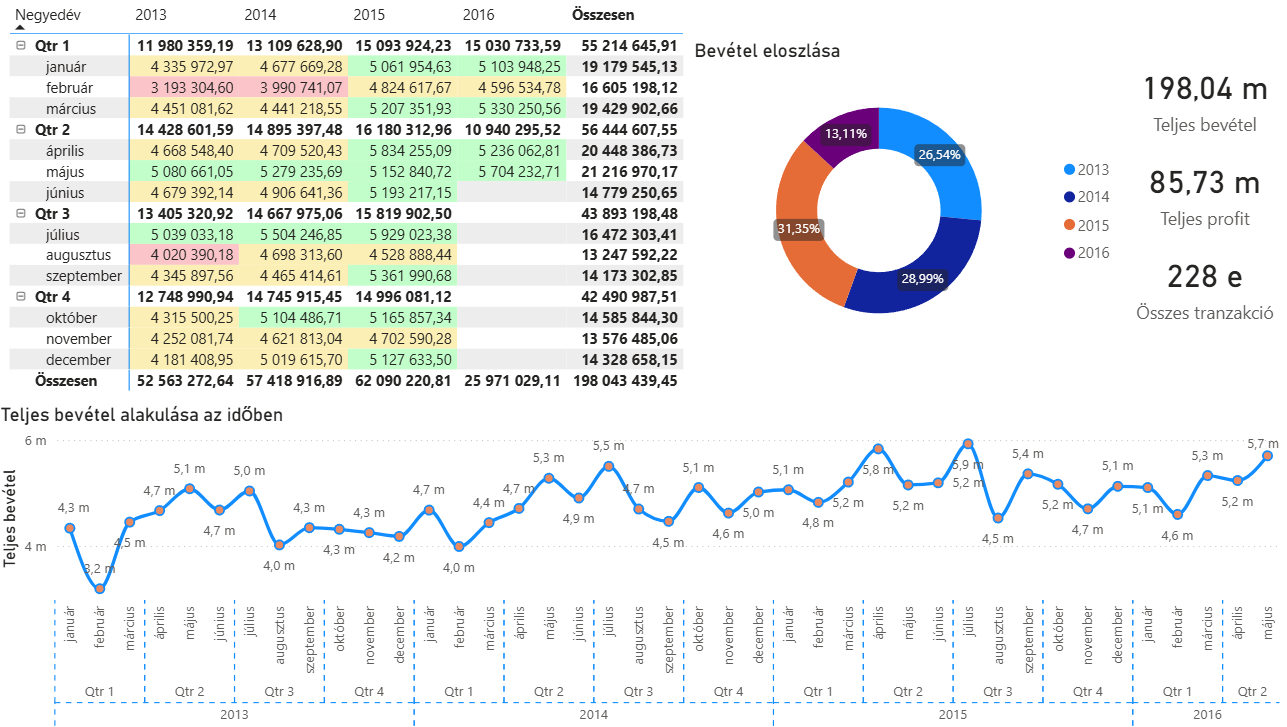 Negyedév 2013 2014 2015 2016 Összesen
Qtr 1 11 980 359,19 13 109 628,90 15 093 924,23 15 030 733,59 55 214 645,91
január 4 335 972,97 4 677 669,28 5 061 954,63 5 103 948,25 19 179 545,13
február 3 193 304,60 3 990 741,07 4 824 617,67 4 596 534,78 16 605 198,12
március 4 451 081,62 4 441 218,55 5 207 351,93 5 330 250,56 19 429 902,66
Qtr 2 14 428 601,59 14 895 397,48 16 180 312,96 10 940 295,52 56 444 607,55
április 4 668 548,40 4 709 520,43 5 834 255,09 5 236 062,81 20 448 386,73
május 5 080 661,05 5 279 235,69 5 152 840,72 5 704 232,71 21 216 970,17
június 4 679 392,14 4 906 641,36 5 193 217,15 14 779 250,65
Qtr 3 13 405 320,92 14 667 975,06 15 819 902,50 43 893 198,48
július 5 039 033,18 5 504 246,85 5 929 023,38 16 472 303,41
augusztus 4 020 390,18 4 698 313,60 4 528 888,44 13 247 592,22
szeptember 4 345 897,56 4 465 414,61 5 361 990,68 14 173 302,85
Qtr 4 12 748 990,94 14 745 915,45 14 996 081,12 42 490 987,51
október 4 315 500,25 5 104 486,71 5 165 857,34 14 585 844,30
november 4 252 081,74 4 621 813,04 4 702 590,28 13 576 485,06
december 4 181 408,95 5 019 615,70 5 127 633,50 14 328 658,15
Összesen 52 563 272,64 57 418 916,89 62 090 220,81 25 971 029,11 198 043 439,45
Bevétel eloszlása
13,11%
26,54%
31,35%
28,99%
2013
2014
2015
2016
198,04 m
Teljes bevétel
85,73 m
Teljes profit
228 e
Összes tranzakció
Teljes bevétel alakulása az időben
Teljes bevétel
6 m
4 m
4,3 m 3,2 m 4,5 m 4,7 m 5,1 m 4,7 m 5,0 m 4,0 m 4,3 m 4,3 m 4,3 m 4,2 m 4,7 m 4,0 m 4,4 m 4,7 m 5,3 m 4,9 m 5,5 m 4,7 m 4,5 m 5,1 m 4,6 m 5,0 m 5,1 m 4,8 m 5,2 m 5,8 m 5,2 m 5,2 m 5,9 m 4,5 m 5,4 m 5,2 m 4,7 m 5,1 m 5,1 m 4,6 m 5,3 m 5,2 m 5,7 m
január február március április május június július augusztus szeptember október november december január február március április május június július augusztus szeptember október november december január február március április május június július augusztus szeptember október november december január február március április május
Qtr 1 Qtr 2 Qtr 3 Qtr 4 Qtr 1 Qtr 2 Qtr 3 Qtr 4 Qtr 1 Qtr 2 Qtr 3 Qtr 4 Qtr 1 Qtr 2
2013 2014 2015 2016